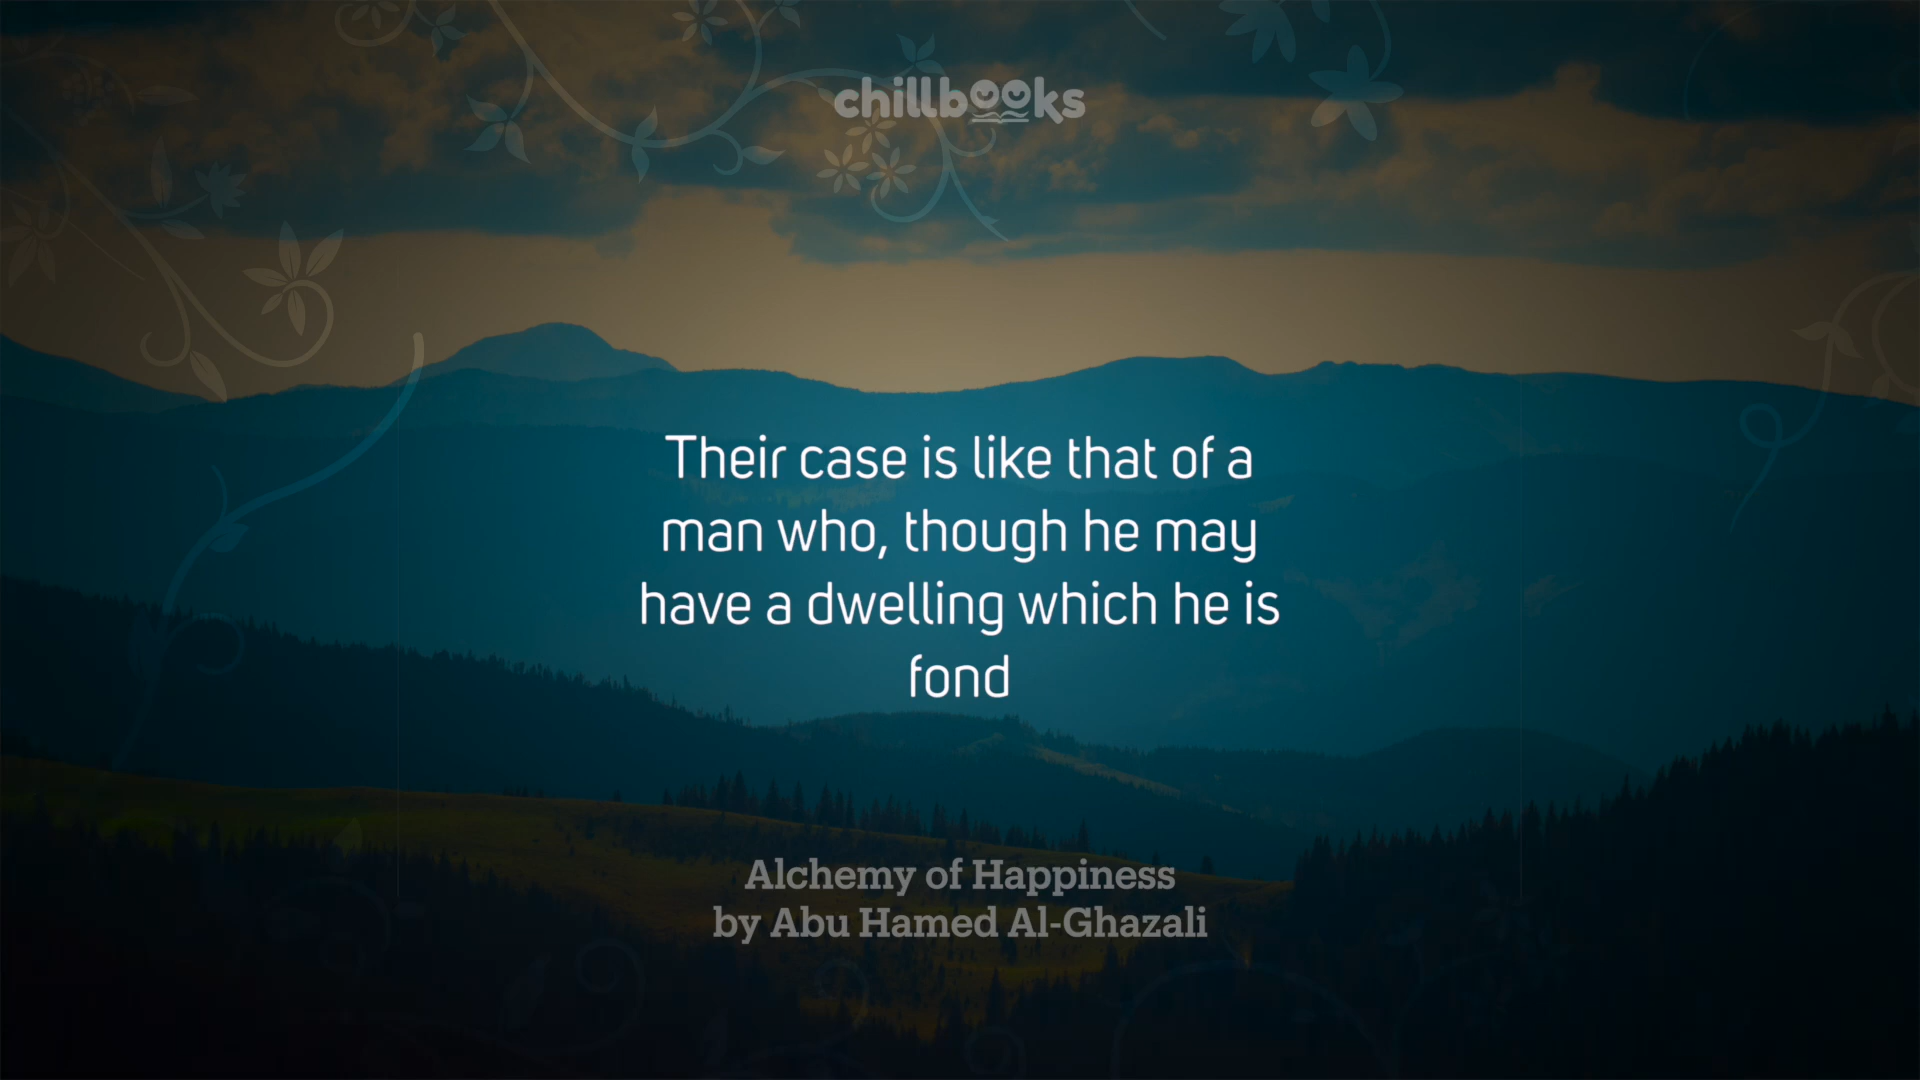 chillbooks
Their case is like that of a
man who, though he may
have a dwelling which he is
fond
Alchemy of Happiness
by Abu Hamed Al-Ghazali